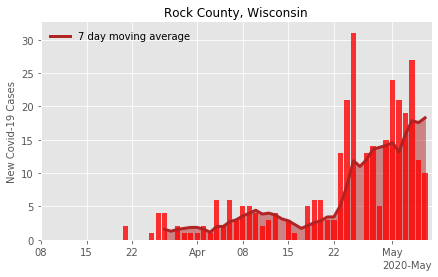 Rock County, Wisconsin
7 day moving average
New Covid-19 Cases
30
25
20
15
10
5
0
08 15 22 Apr 08 15 22 May
2020-May